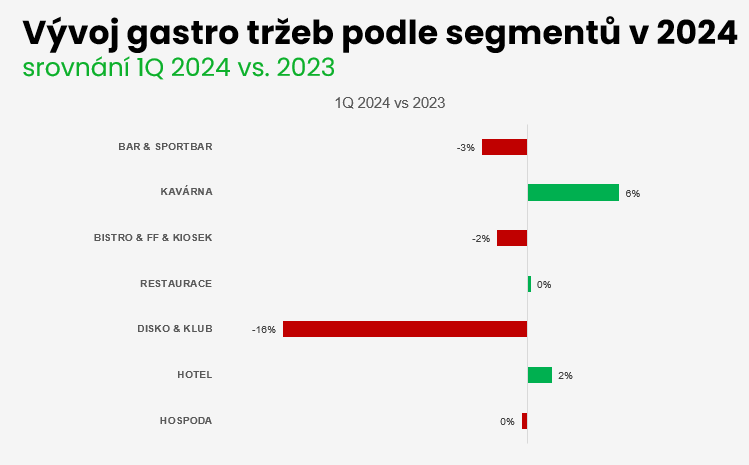 Vývoj gastro tržeb podle segmentů v 2024
srovnání 1Q 2024 vs. 2023
1Q 2024 vs 2023
BAR & SPORTBAR -3%
KAVÁRNA 6%
BISTRO & FF & KIOSEK -2%
RESTAURACE 0%
DISKO & KLUB -16%
HOTEL 2%
HOSPODA 0%